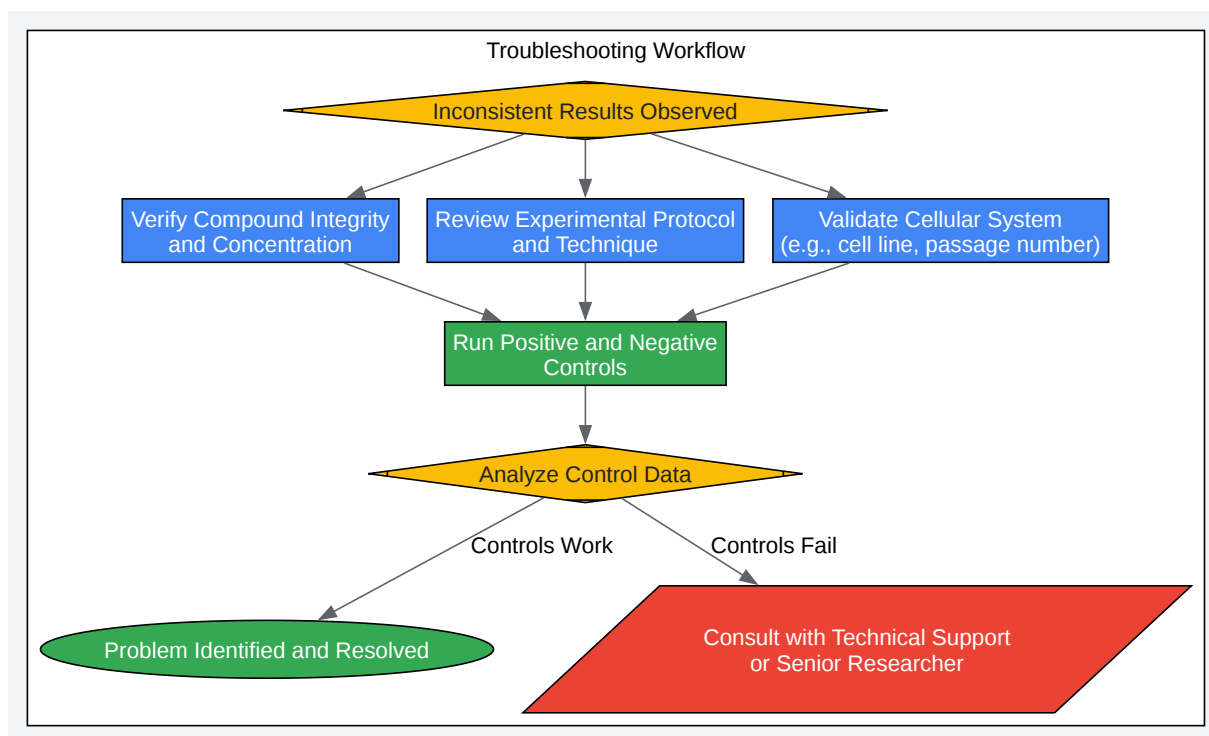 Troubleshooting Workflow
Inconsistent Results Observed
Verify Compound Integrity
and Concentration
Review Experimental Protocol
and Technique
Validate Cellular System
(e.g., cell line, passage number)
Run Positive and Negative
Controls
Analyze Control Data
Controls Work
Controls Fail
Problem Identified and Resolved
Consult with Technical Support
or Senior Researcher